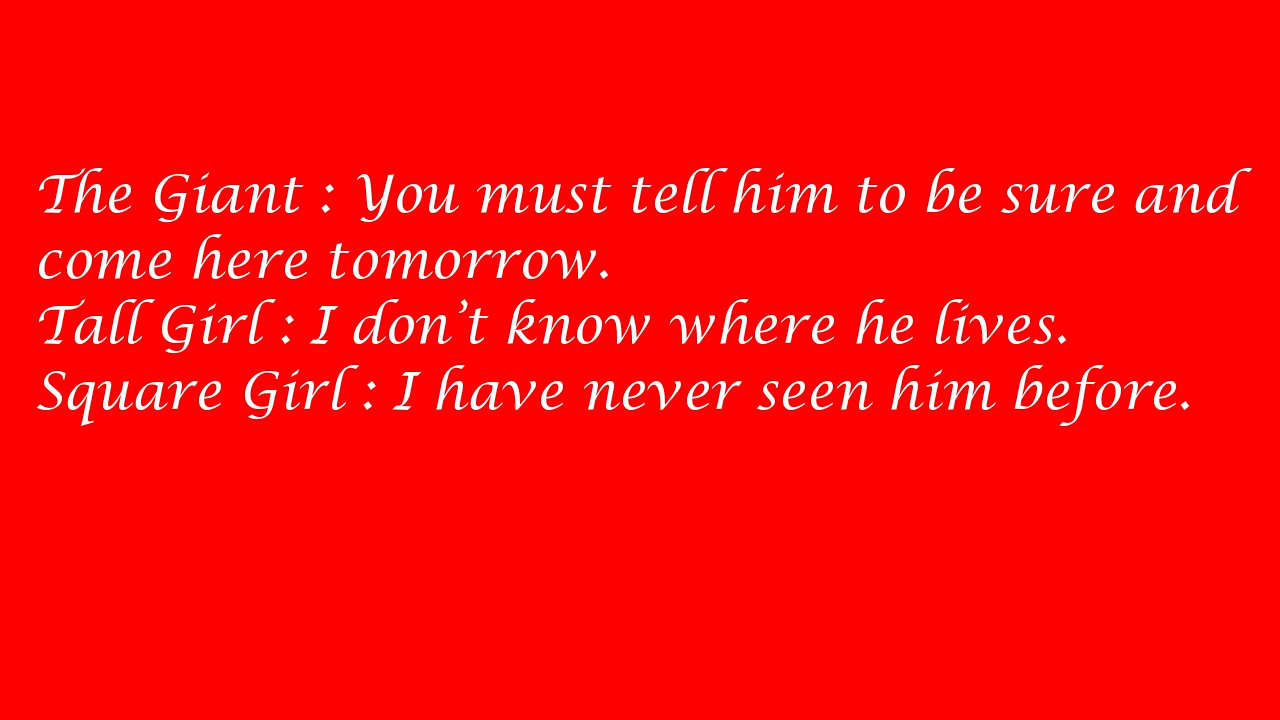 The Giant : You must tell him to be sure and
come here tomorrow.
Tall Girl : I don’t know where he lives.
Square Girl : I have never seen him before.